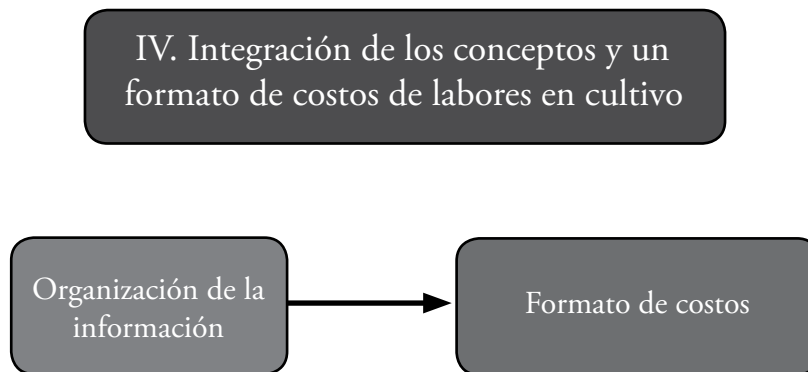 IV. Integración de los conceptos y un
formato de costos de labores en cultivo
Organización de la
información
Formato de costos